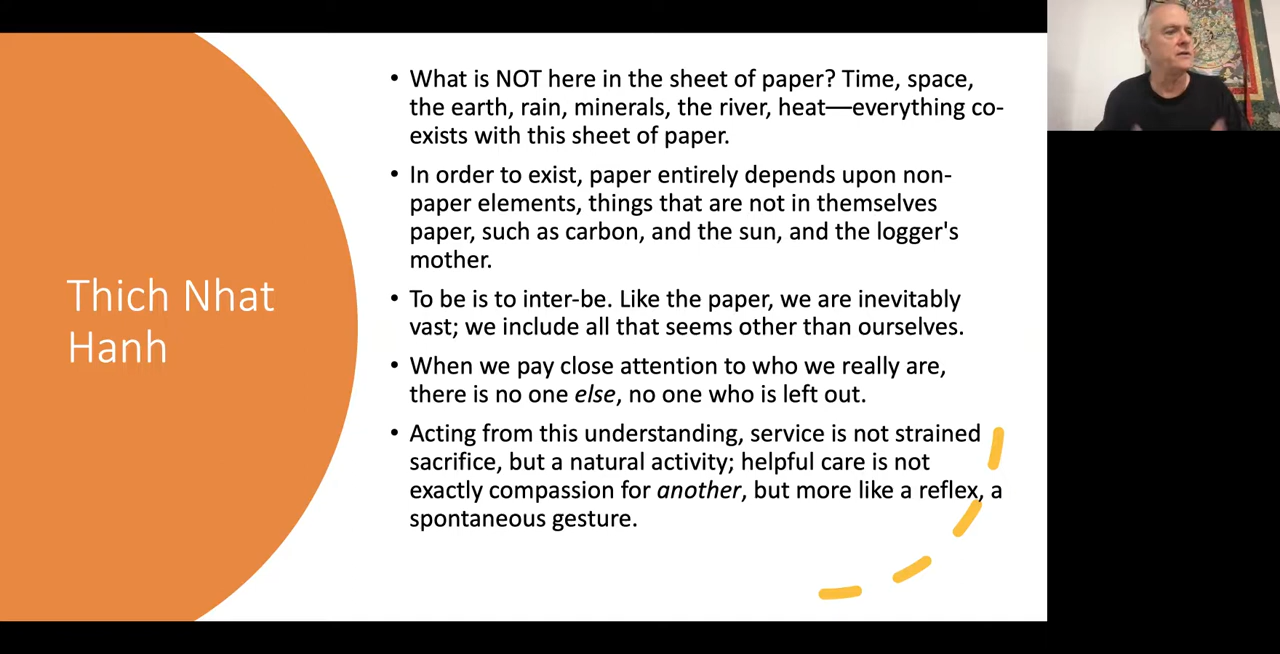 Thich Nhat
Hanh
• What is NOT here in the sheet of paper? Time, space,
the earth, rain, minerals, the river, heat—everything co-
exists with this sheet of paper.
• In order to exist, paper entirely depends upon non-
paper elements, things that are not in themselves
paper, such as carbon, and the sun, and the logger's
mother.
• To be is to inter-be. Like the paper, we are inevitably
vast; we include all that seems other than ourselves.
• When we pay close attention to who we really are,
there is no one else, no one who is left out.
• Acting from this understanding, service is not strained
sacrifice, but a natural activity; helpful care is not
exactly compassion for another, but more like a reflex, a
spontaneous gesture.